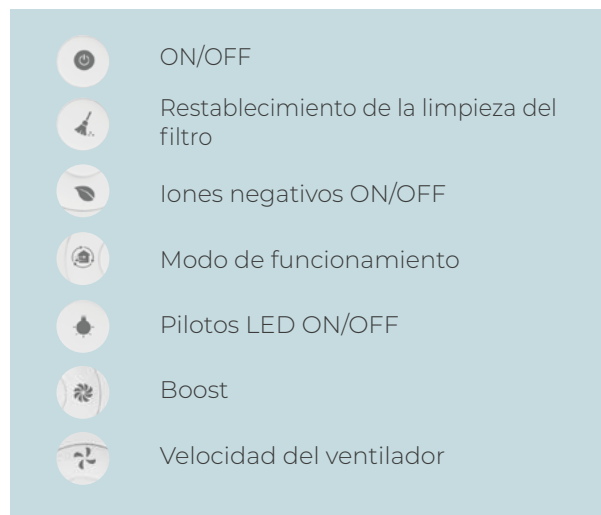 ON/OFF
Restablecimiento de la limpieza del
filtro
Iones negativos ON/OFF
Modo de funcionamiento
Pilotos LED ON/OFF
Boost
Velocidad del ventilador